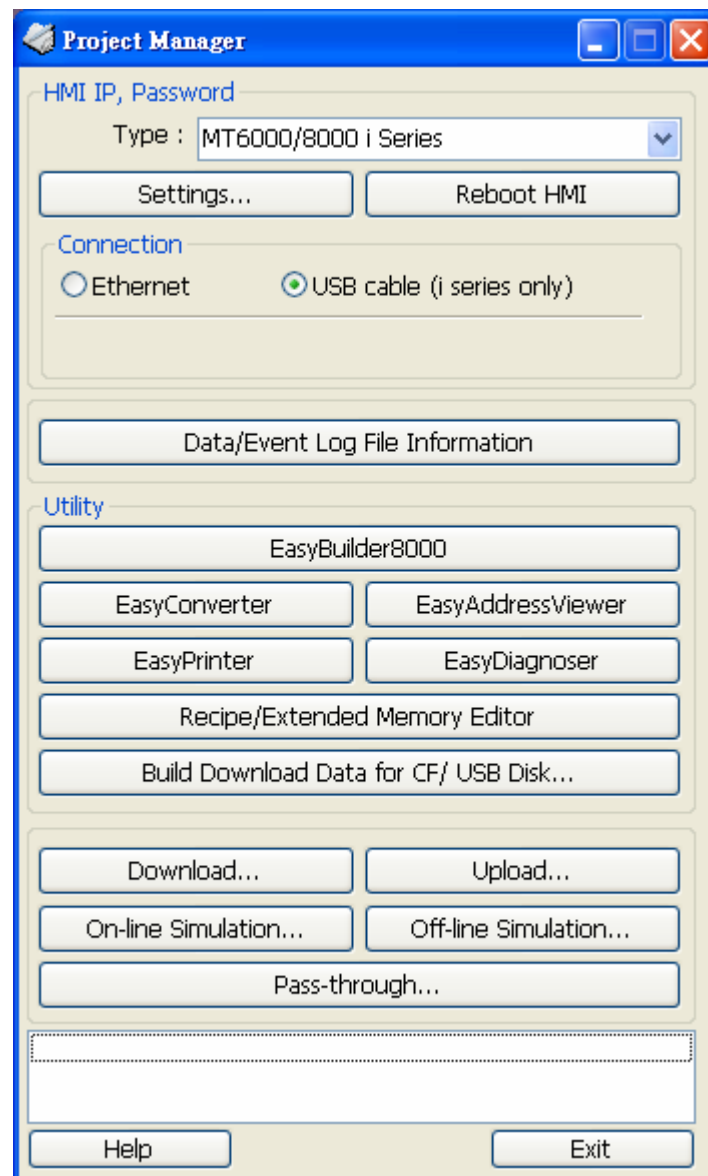 Project Manager
HMI IP, Password
Type : MT6000/8000 i Series
Settings... Reboot HMI
Connection
Ethernet USB cable (i series only)
Data/Event Log File Information
Utility
EasyBuilder8000
EasyConverter EasyAddressViewer
EasyPrinter EasyDiagnoser
Recipe/Extended Memory Editor
Build Download Data for CF/ USB Disk...
Download... Upload...
On-line Simulation... Off-line Simulation...
Pass-through...
Help Exit